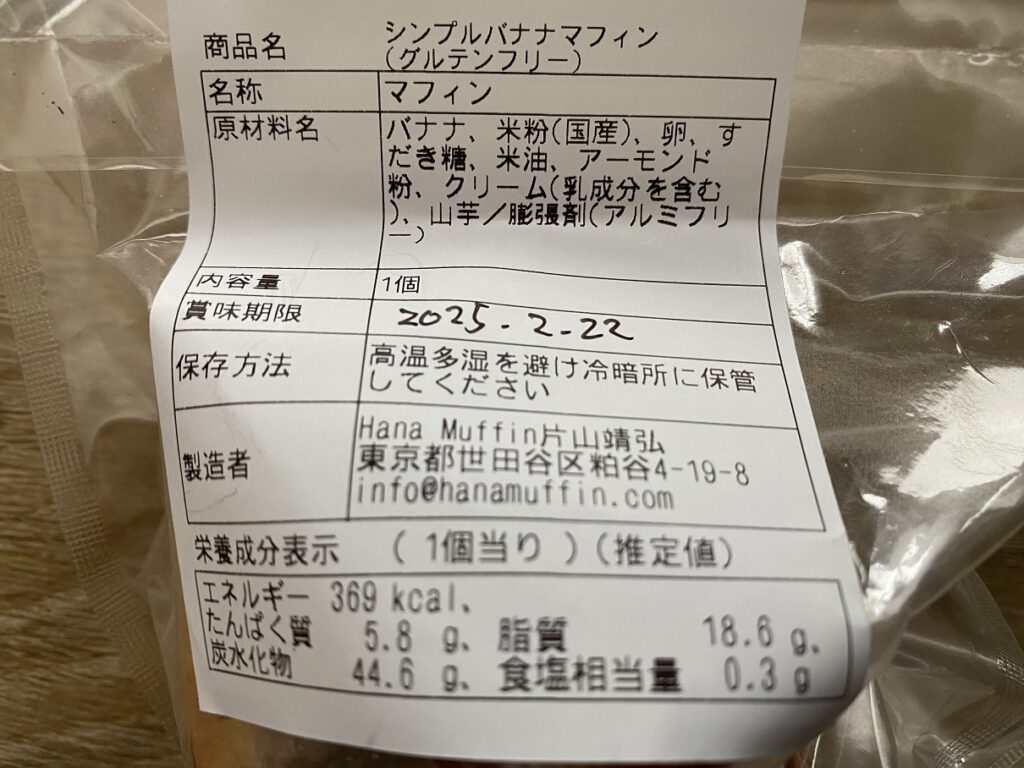 商品名 シンプルバナナマフィン
(グルテンフリー)
名称 マフィン
原材料名 バナナ、米粉(国産)、卵、す
だき糖、米油、アーモンド
粉、クリーム(乳成分を含む
)、山芋／膨張剤(アルミフリ
ー)
内容量 1個
賞味期限 2025.2.22
保存方法 高温多湿を避け冷暗所に保管
してください
製造者 Hana Muffin片山靖弘
東京都世田谷区粕谷4-19-8
info@hanamuffin.com
栄養成分表示 ( 1個当り )(推定値)
エネルギー 369 kcal、
たんぱく質 5.8 g、脂質 18.6 g、
炭水化物 44.6 g、食塩相当量 0.3 g